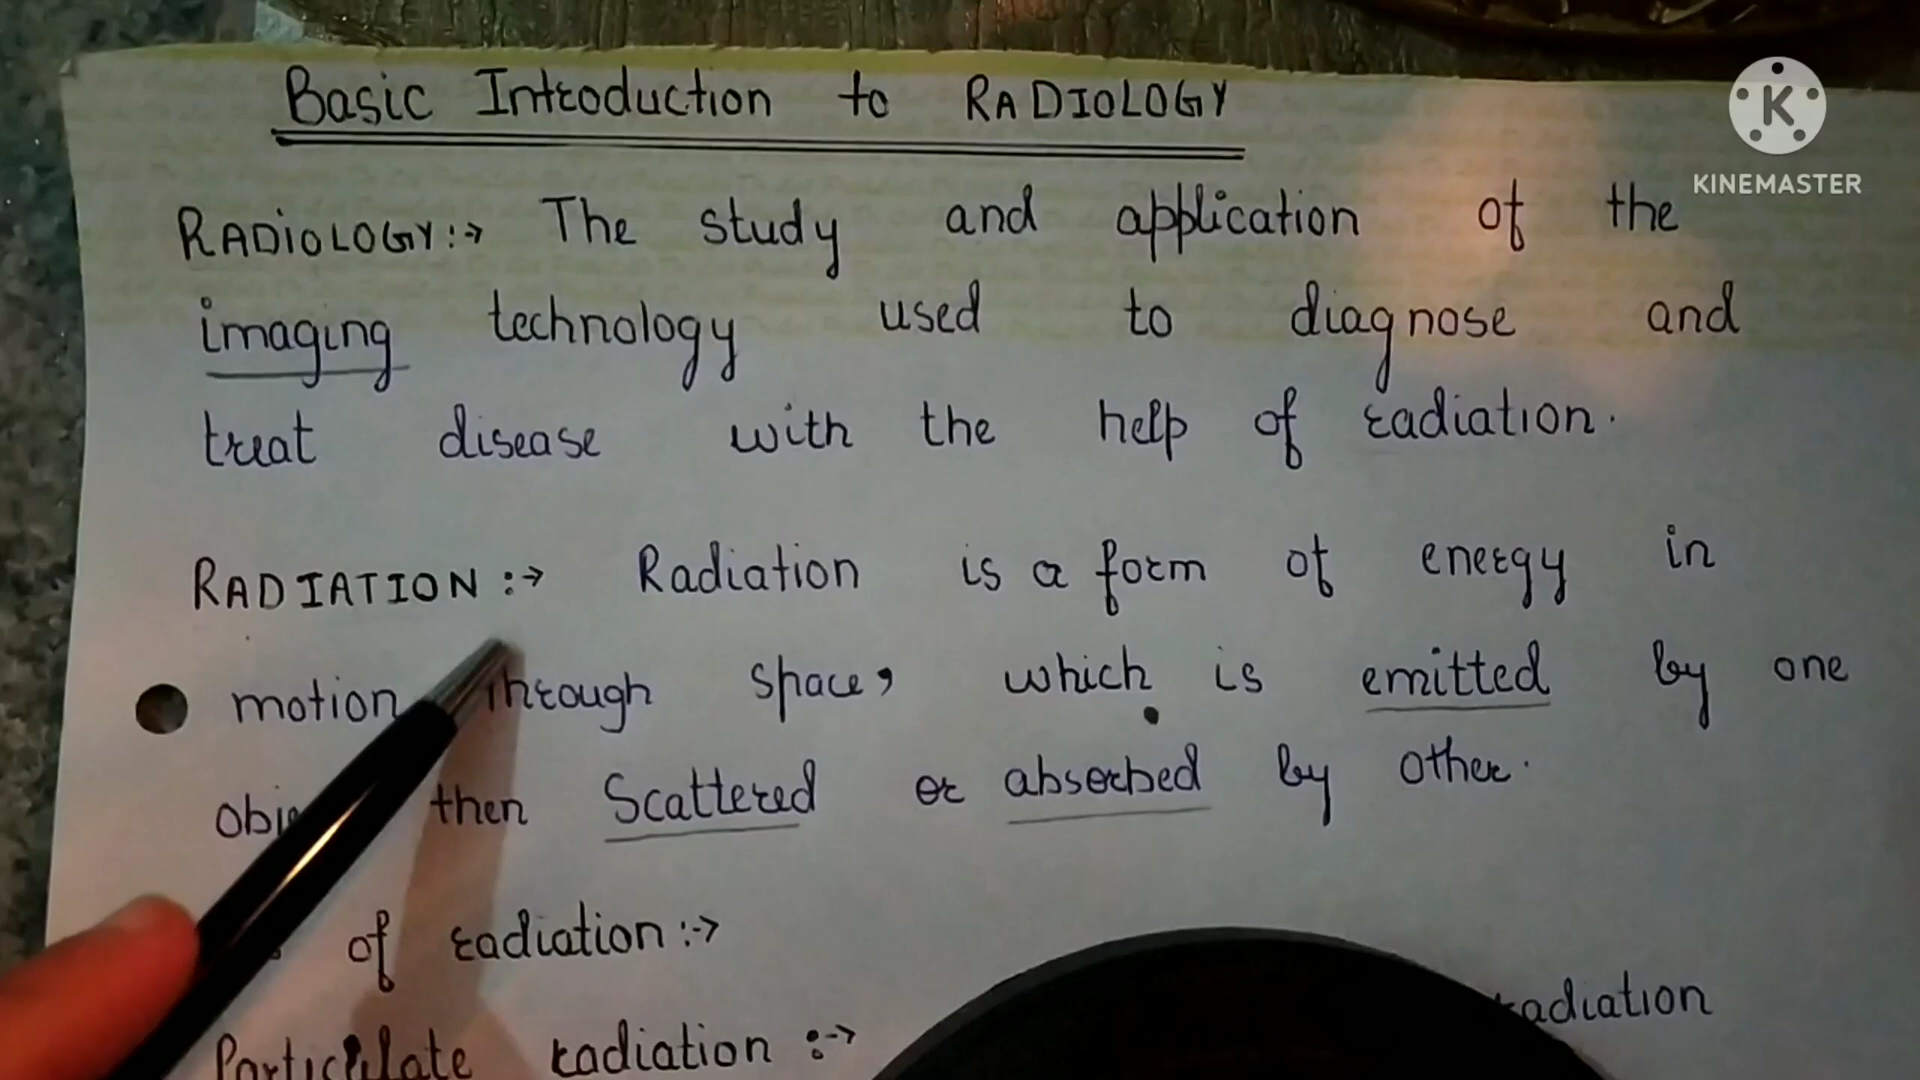 Basic Introduction to RADIOLOGY
K
KINEMASTER
RADIOLOGY :→ The study and application of the
imaging technology used to diagnose and
treat disease with the help of radiation.
RADIATION :→ Radiation is a form of energy in
motion through space, which is emitted by one
then Scattered or absorbed by other.
of radiation :→
radiation
Particulate radiation :→